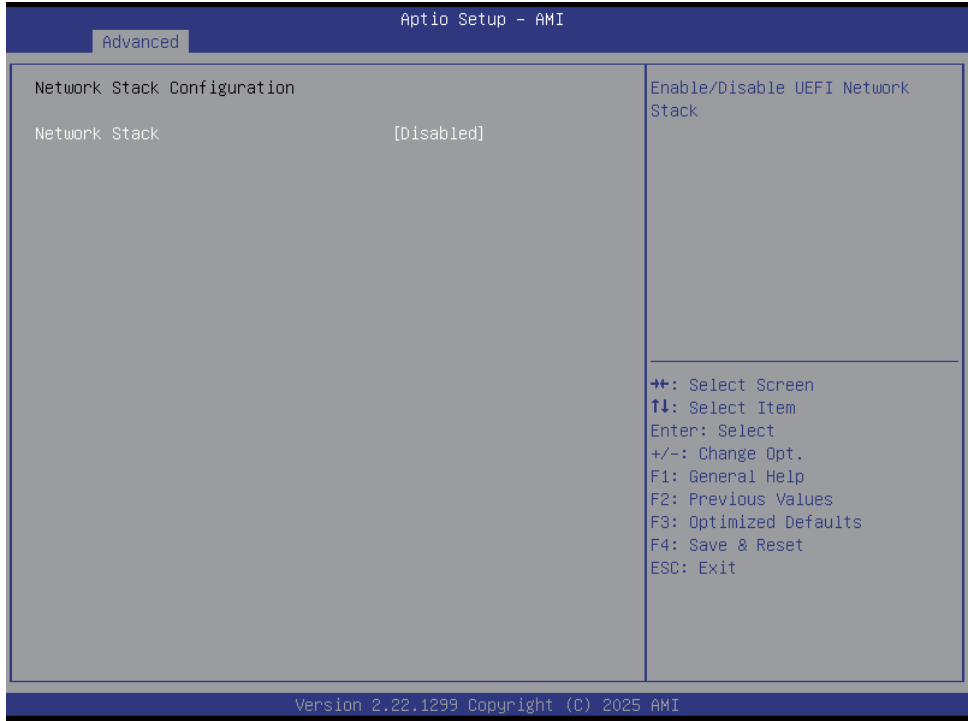 Aptio Setup – AMI
Advanced
Network Stack Configuration
Network Stack [Disabled]
Enable/Disable UEFI Network
Stack
→←: Select Screen
↑↓: Select Item
Enter: Select
+/-: Change Opt.
F1: General Help
F2: Previous Values
F3: Optimized Defaults
F4: Save & Reset
ESC: Exit
Version 2.22.1299 Copyright (C) 2025 AMI